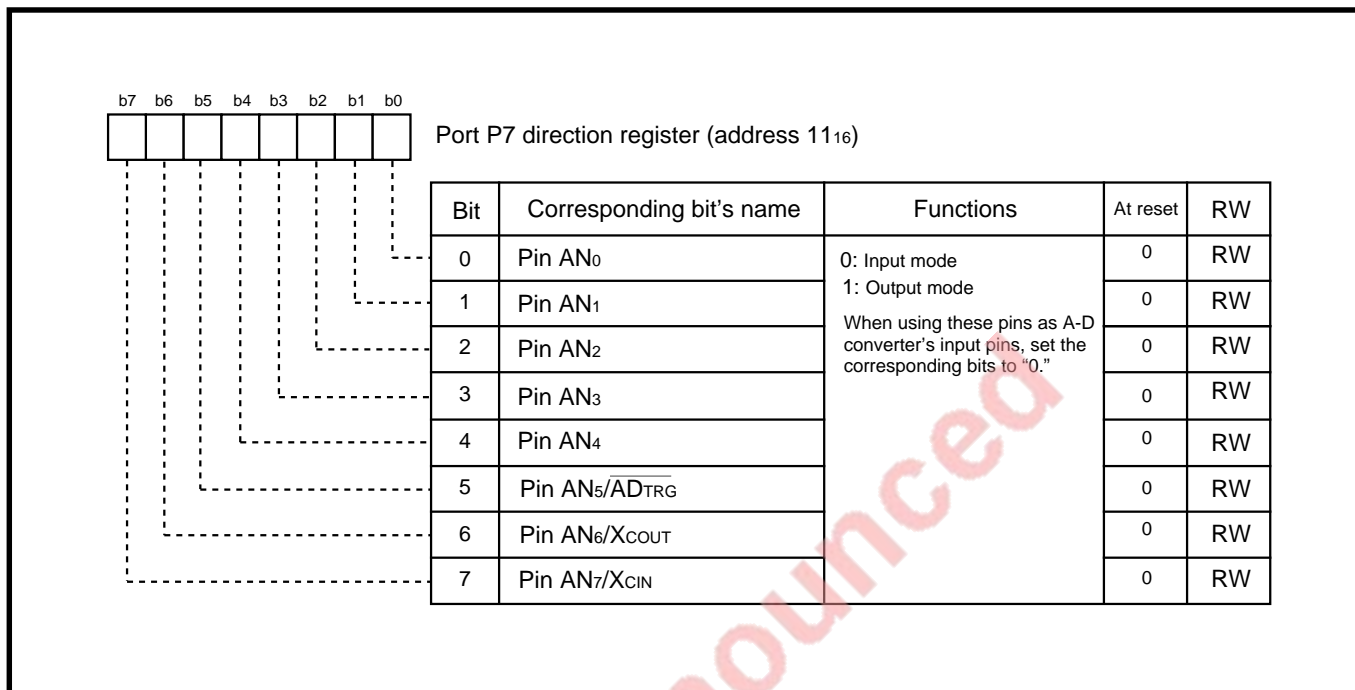 b7 b6 b5 b4 b3 b2 b1 b0
Port P7 direction register (address 11₁₆)
Bit Corresponding bit's name Functions At reset RW
0 Pin AN₀ 0: Input mode 0 RW
1: Output mode
1 Pin AN₁ 0 RW
When using these pins as A-D
converter's input pins, set the
corresponding bits to “0.”
2 Pin AN₂ 0 RW
3 Pin AN₃ 0 RW
4 Pin AN₄ 0 RW
5 Pin AN₅/ADTRG 0 RW
6 Pin AN₆/XCOUT 0 RW
7 Pin AN₇/XCIN 0 RW
ounced